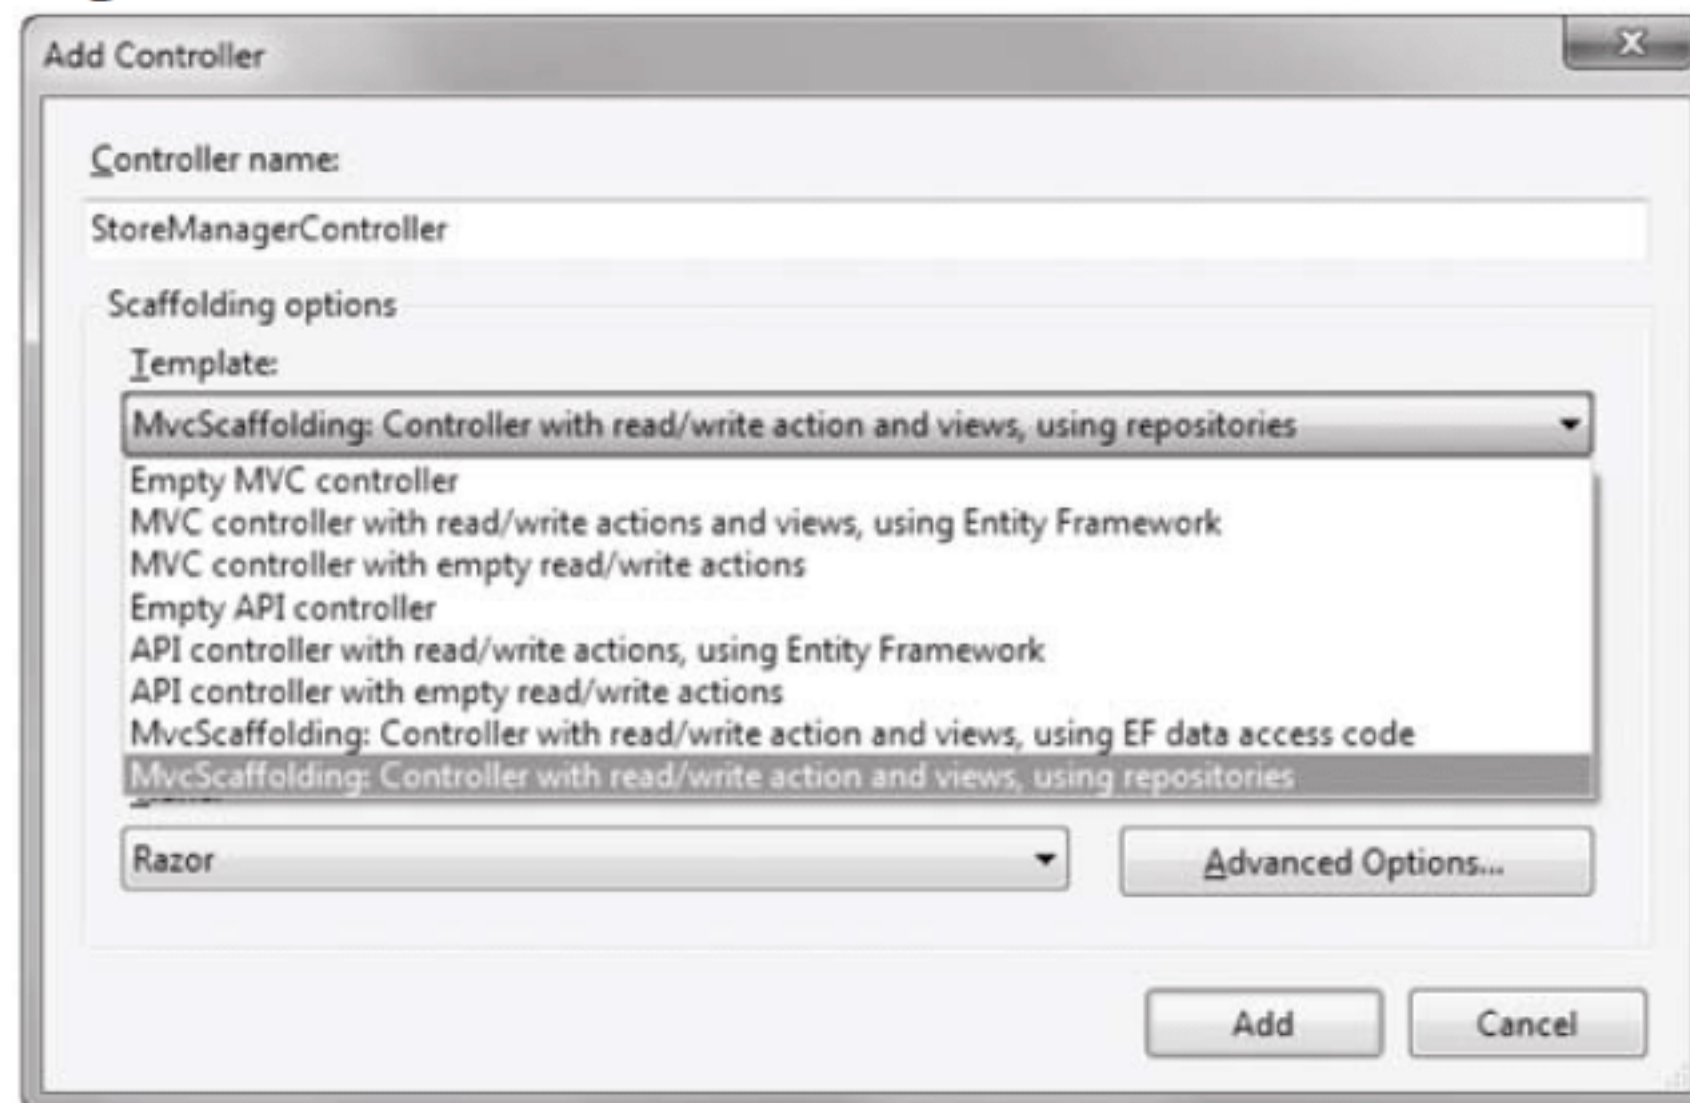 Add Controller
Controller name:
StoreManagerController
Scaffolding options
Template:
MvcScaffolding: Controller with read/write action and views, using repositories
Empty MVC controller
MVC controller with read/write actions and views, using Entity Framework
MVC controller with empty read/write actions
Empty API controller
API controller with read/write actions, using Entity Framework
API controller with empty read/write actions
MvcScaffolding: Controller with read/write action and views, using EF data access code
MvcScaffolding: Controller with read/write action and views, using repositories
Razor
Advanced Options...
Add
Cancel